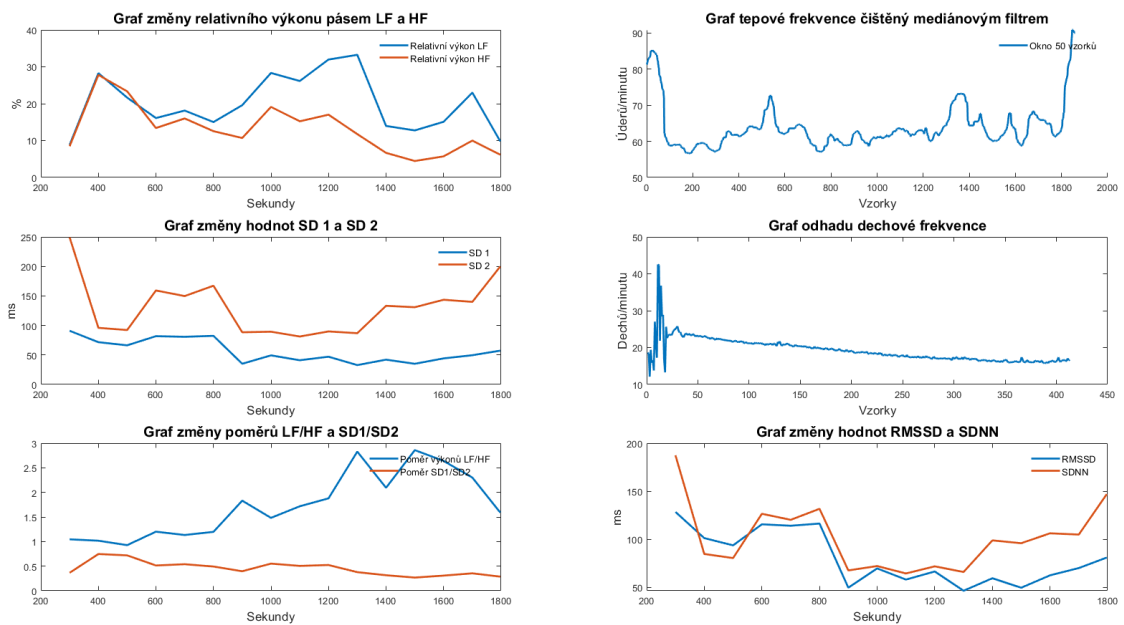 Graf změny relativního výkonu pásem LF a HF
40
30
20
10
0
%
Relativní výkon LF
Relativní výkon HF
200 400 600 800 1000 1200 1400 1600 1800
Sekundy
Graf tepové frekvence čištěný mediánovým filtrem
90
80
70
60
50
Úderů/minutu
Okno 50 vzorků
0 200 400 600 800 1000 1200 1400 1600 1800 2000
Vzorky
Graf změny hodnot SD 1 a SD 2
250
200
150
100
50
0
ms
SD 1
SD 2
200 400 600 800 1000 1200 1400 1600 1800
Sekundy
Graf odhadu dechové frekvence
50
40
30
20
10
Dechů/minutu
0 50 100 150 200 250 300 350 400 450
Vzorky
Graf změny poměrů LF/HF a SD1/SD2
3
2.5
2
1.5
1
0.5
0
Poměr výkonů LF/HF
Poměr SD1/SD2
200 400 600 800 1000 1200 1400 1600 1800
Sekundy
Graf změny hodnot RMSSD a SDNN
200
150
100
50
ms
RMSSD
SDNN
200 400 600 800 1000 1200 1400 1600 1800
Sekundy